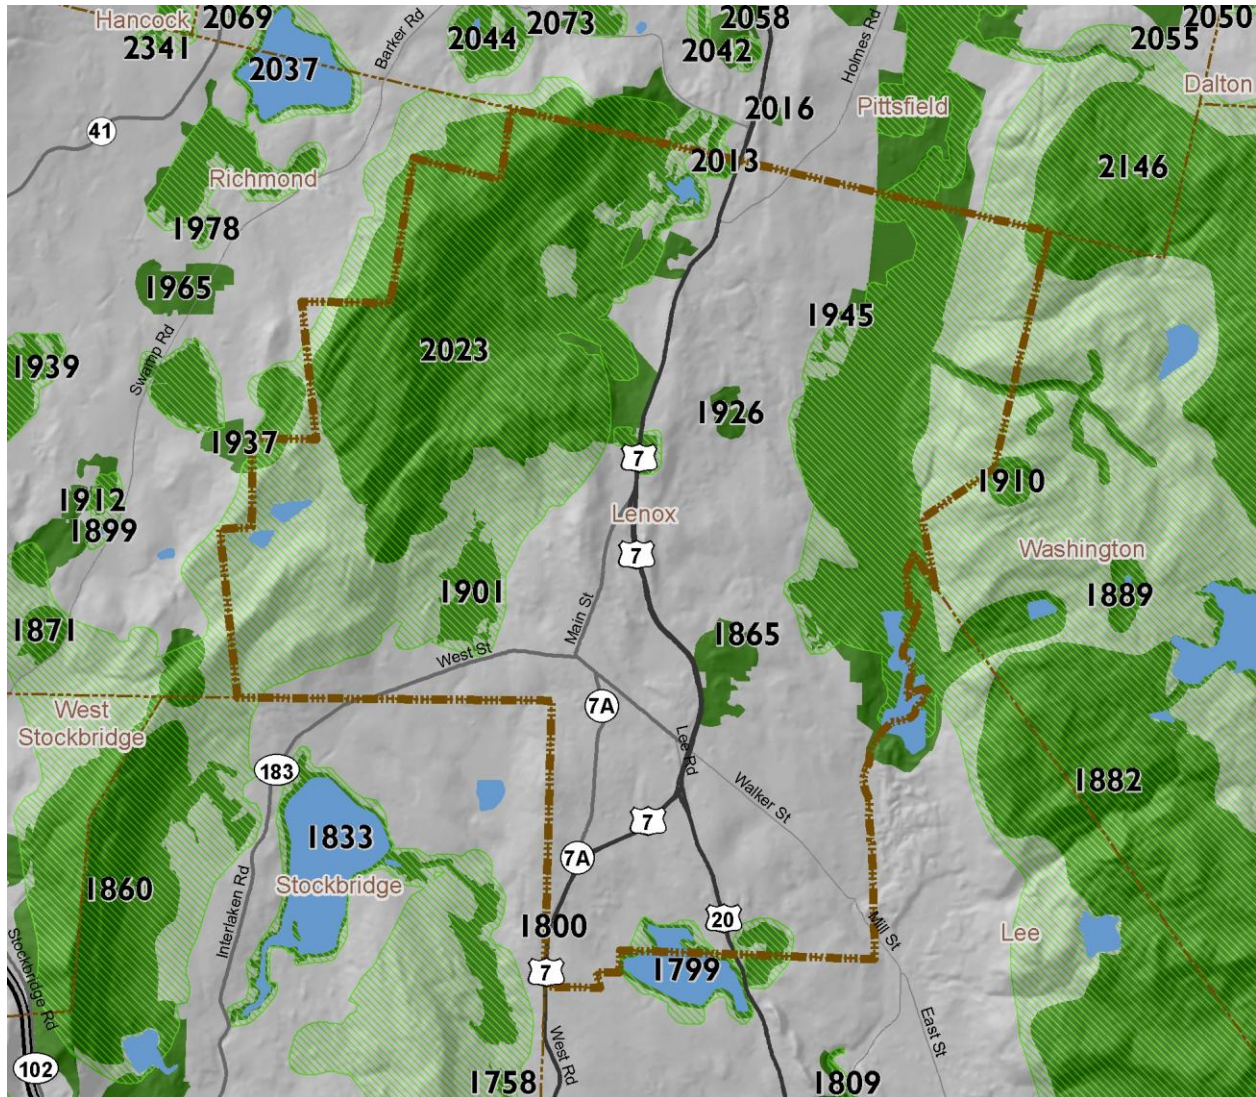 2069
2073
2058
2050
Hancock
2341
2044
2042
2055
Barker Rd
Holmes Rd
2037
Dalton
Pittsfield
2016
41
2013
2146
Richmond
1978
1965
1945
Swamp Rd
2023
1939
1926
1937
7
1910
1912
Lenox
1899
7
Washington
1901
1889
1871
Main St
1865
West St
West
Stockbridge
7A
183
Lee Rd
Walker St
1882
7
1833
7A
1860
Stockbridge
Interlaken Rd
1800
20
Mill St
Lee
Stockbridge Rd
7
1799
East St
West Rd
102
1758
1809